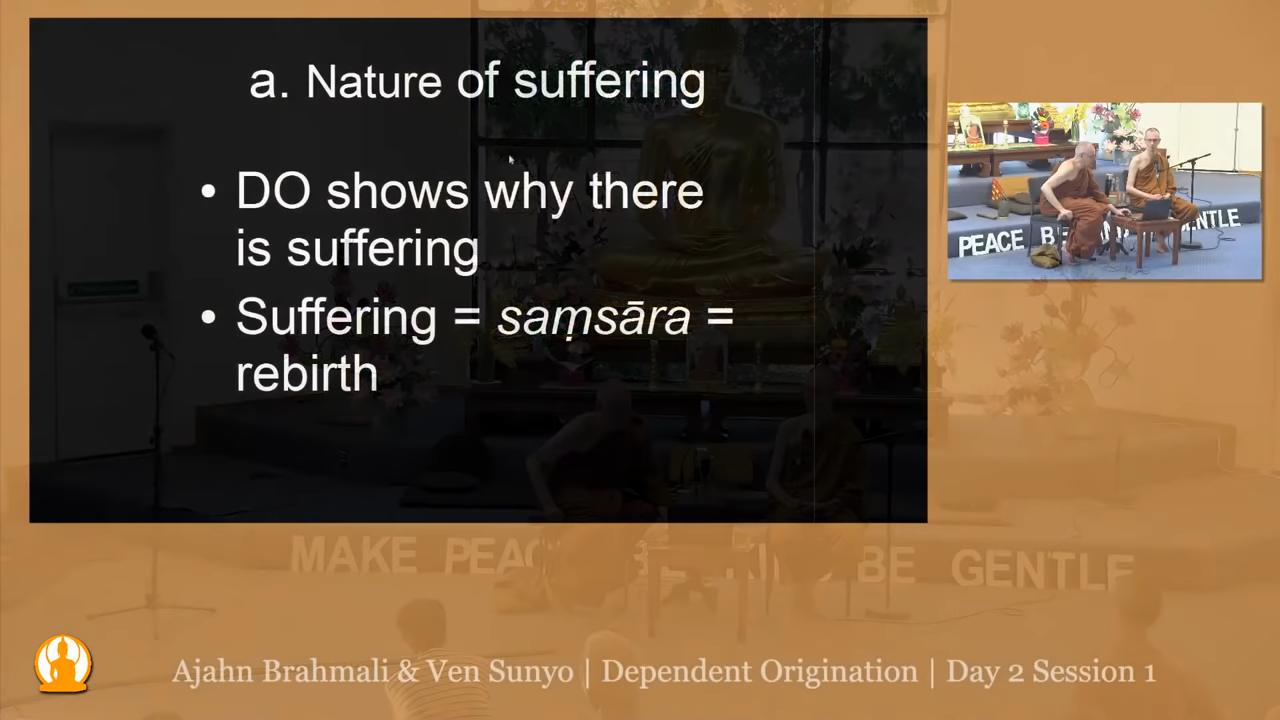 a. Nature of suffering
• DO shows why there
is suffering
• Suffering = saṃsāra =
rebirth
PEACE
MAKE PEAC BE GENTLE
Ajahn Brahmali & Ven Sunyo | Dependent Origination | Day 2 Session 1